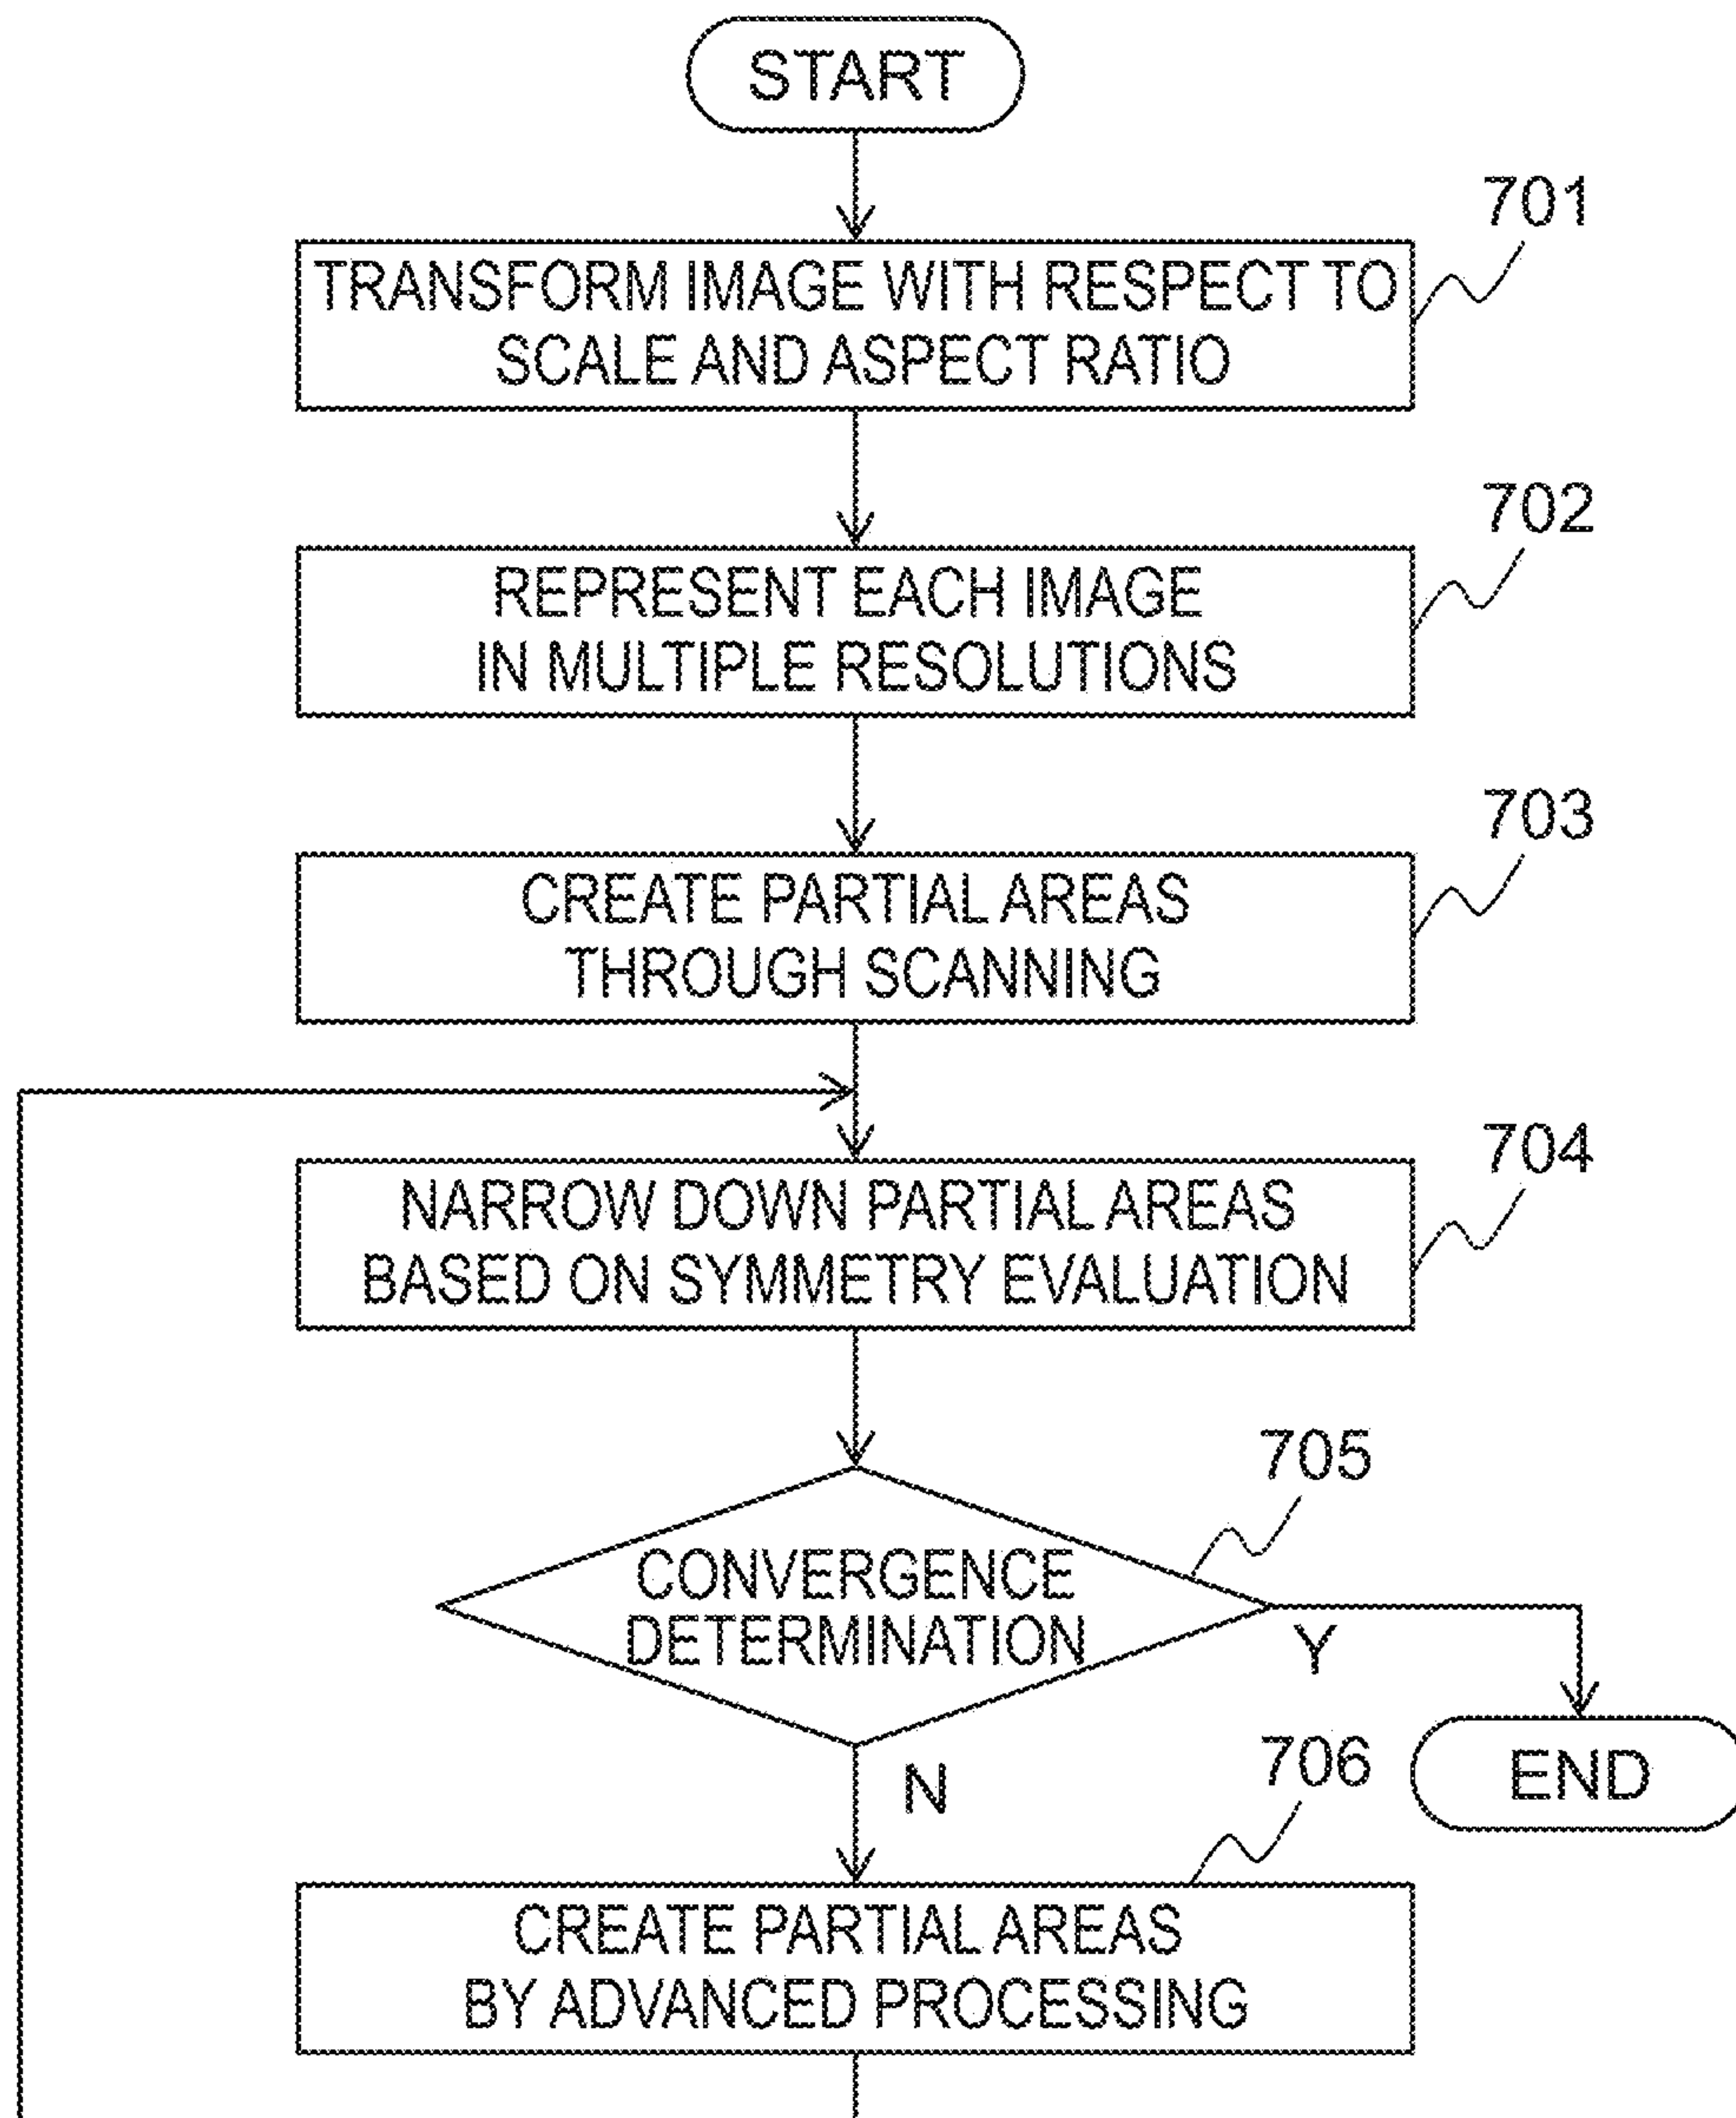 START
701
TRANSFORM IMAGE WITH RESPECT TO
SCALE AND ASPECT RATIO
702
REPRESENT EACH IMAGE
IN MULTIPLE RESOLUTIONS
703
CREATE PARTIAL AREAS
THROUGH SCANNING
704
NARROW DOWN PARTIAL AREAS
BASED ON SYMMETRY EVALUATION
705
CONVERGENCE
DETERMINATION
Y
END
N
706
CREATE PARTIAL AREAS
BY ADVANCED PROCESSING